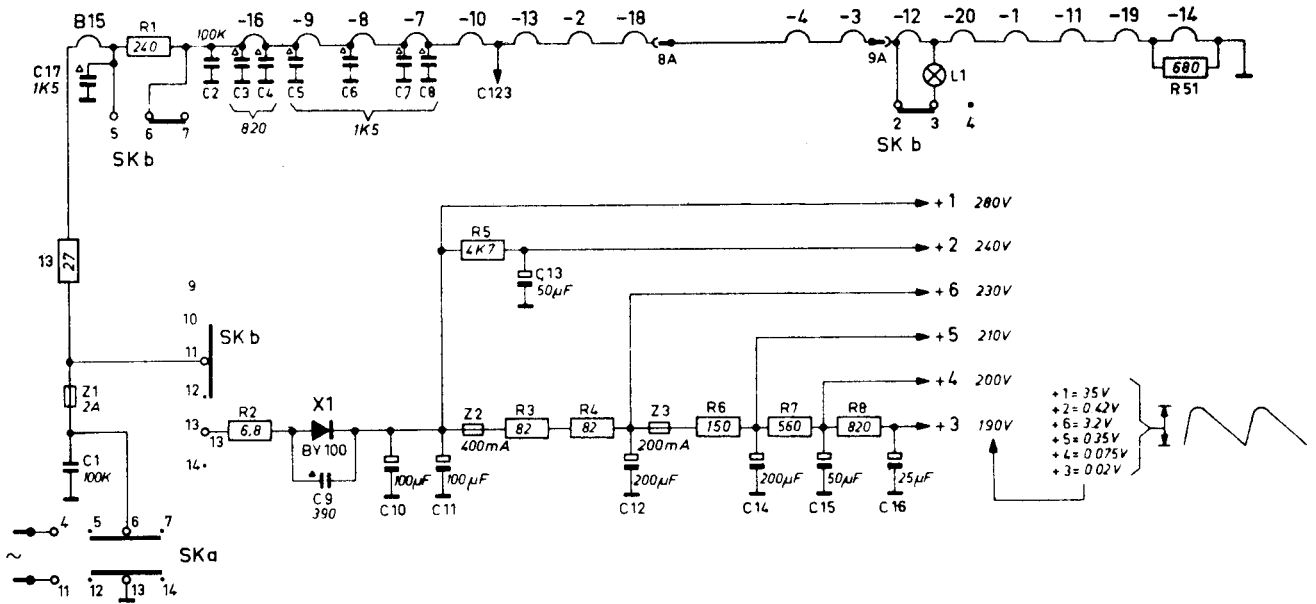 B15 -16 -9 -8 -7 -10 -13 -2 -18 -4 -3 -12 -20 -1 -11 -19 -14
R1 100K
240
C17
1K5
C2 C3 C4 C5 C6 C7 C8 C123 8A 9A L1 680
R51
820 1K5
5 6 7 2 3 4
SKb SKb
+1 280V
R5
4K7 +2 240V
13 27
C13
50µF
9
+6 230V
10
SKb
11
+5 210V
12
Z1
2A
+4 200V
13
13
R2
6.8
X1
BY100
Z2
400mA
R3
82
R4
82
Z3
200mA
R6
150
R7
560
R8
820
+3 190V
+1=35V
+2=0.42V
+6=3.2V
+5=0.35V
+4=0.075V
+3=0.02V
14
C1
100K
C9
390
100µF
C10
100µF
C11
200µF
C12
200µF
C14
50µF
C15
25µF
C16
4 5 6 7
~ SKa
11 12 13 14